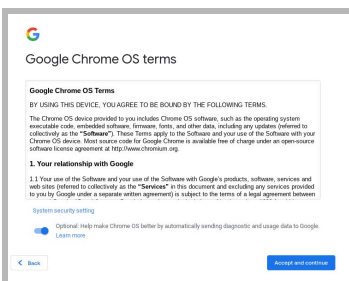 Google Chrome OS terms
Google Chrome OS Terms
BY USING THIS DEVICE, YOU AGREE TO BE BOUND BY THE FOLLOWING TERMS.
The Chrome OS device provided to you includes Chrome OS software, such as the operating system
executable code, embedded software, firmware, fonts, and other data, including any updates (referred to
collectively as the “Software”). These Terms apply to the Software and your use of the Software with your
Chrome OS device. Most source code for Google Chrome is available free of charge under an open-source
software license agreement at http://www.chromium.org.
1. Your relationship with Google
1.1 Your use of the Software and your use of the Software with Google's products, software, services and
web sites (referred to collectively as the “Services” in this document and excluding any services provided
to you by Google under a separate written agreement) is subject to the terms of a legal agreement between
System security setting
Optional: Help make Chrome OS better by automatically sending diagnostic and usage data to Google.
Learn more
Back
Accept and continue